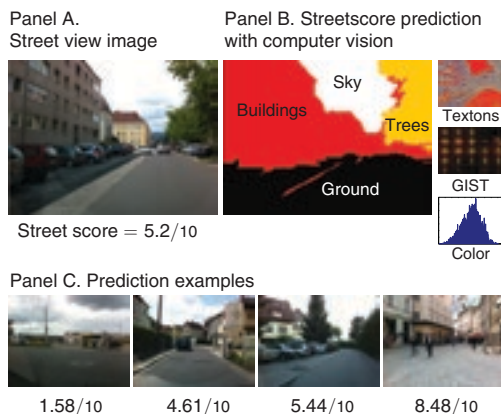 Panel A.
Street view image
Panel B. Streetscore prediction
with computer vision
Sky
Buildings
Trees
Ground
Textons
GIST
Color
Street score = 5.2/10
Panel C. Prediction examples
1.58/10
4.61/10
5.44/10
8.48/10